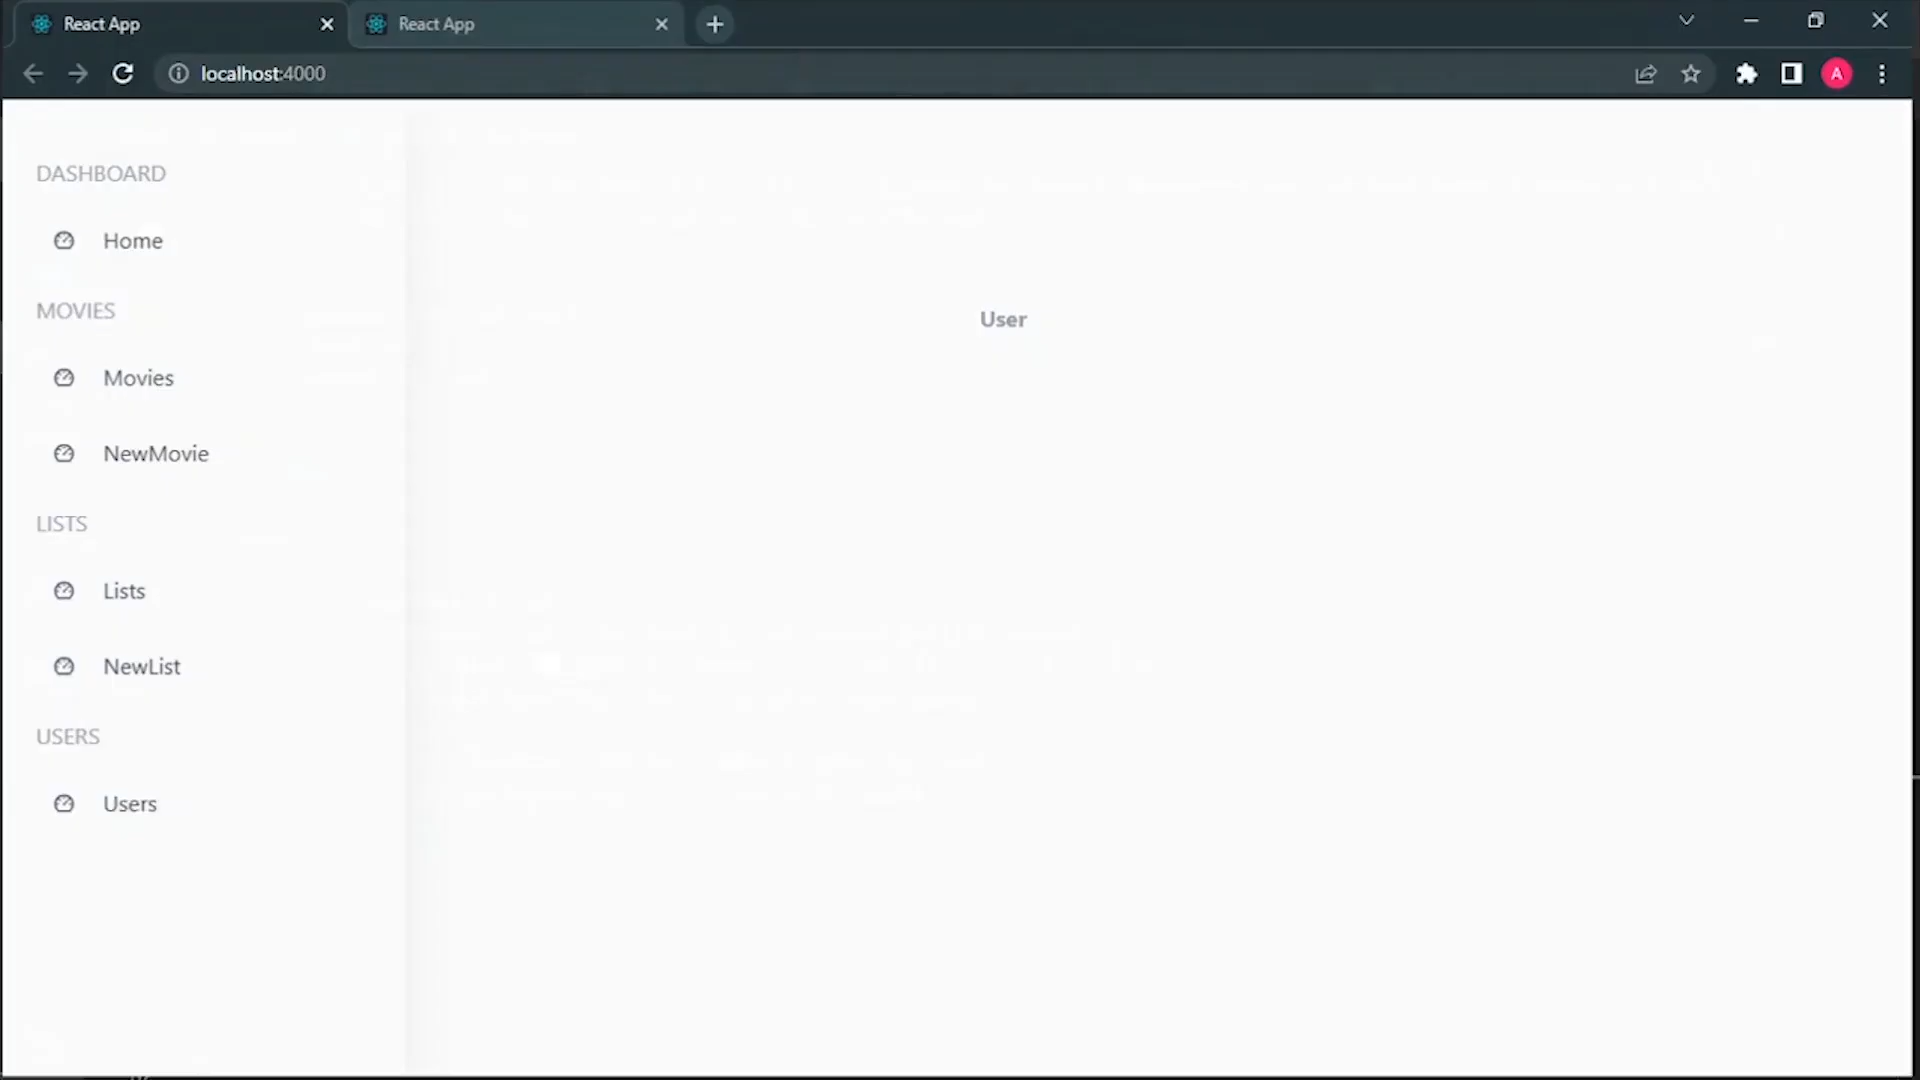 React App
React App
localhost:4000
A
DASHBOARD
Home
MOVIES
User
Movies
NewMovie
LISTS
Lists
NewList
USERS
Users